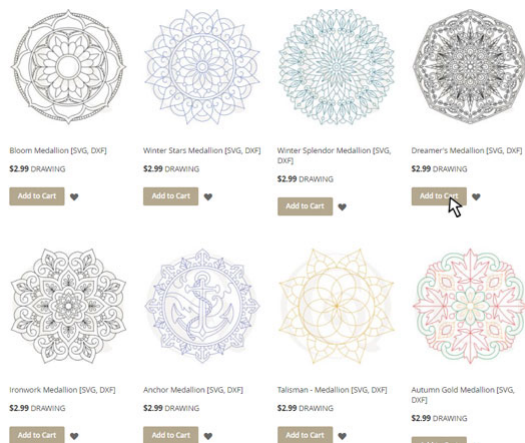 Bloom Medallion [SVG, DXF]
$2.99 DRAWING
Add to Cart
Winter Stars Medallion [SVG, DXF]
$2.99 DRAWING
Add to Cart
Winter Splendor Medallion [SVG,
DXF]
$2.99 DRAWING
Add to Cart
Dreamer's Medallion [SVG, DXF]
$2.99 DRAWING
Add to Cart
Ironwork Medallion [SVG, DXF]
$2.99 DRAWING
Add to Cart
Anchor Medallion [SVG, DXF]
$2.99 DRAWING
Add to Cart
Talisman - Medallion [SVG, DXF]
$2.99 DRAWING
Add to Cart
Autumn Gold Medallion [SVG,
DXF]
$2.99 DRAWING